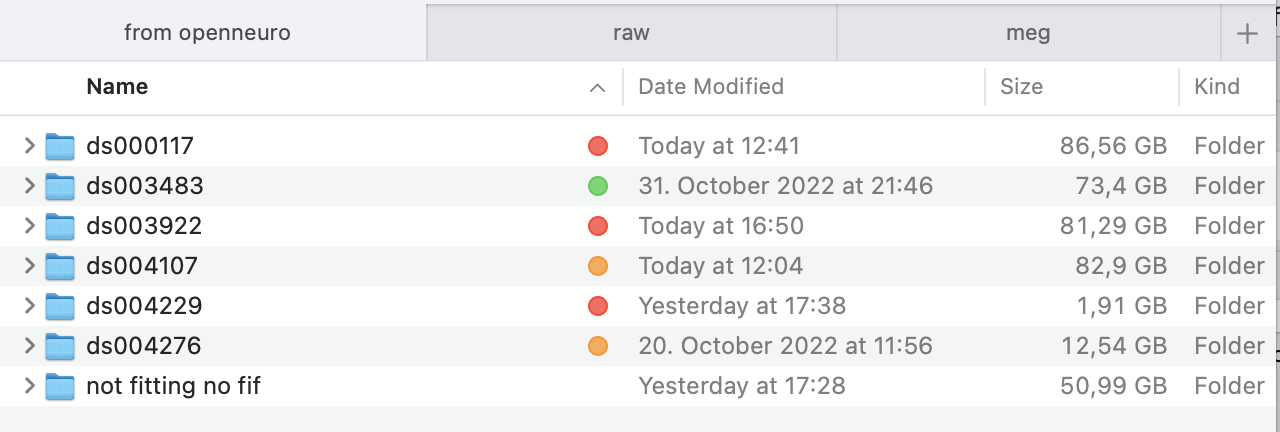 from openneuro raw meg +
Name Date Modified Size Kind
ds000117 Today at 12:41 86,56 GB Folder
ds003483 31. October 2022 at 21:46 73,4 GB Folder
ds003922 Today at 16:50 81,29 GB Folder
ds004107 Today at 12:04 82,9 GB Folder
ds004229 Yesterday at 17:38 1,91 GB Folder
ds004276 20. October 2022 at 11:56 12,54 GB Folder
not fitting no fif Yesterday at 17:28 50,99 GB Folder